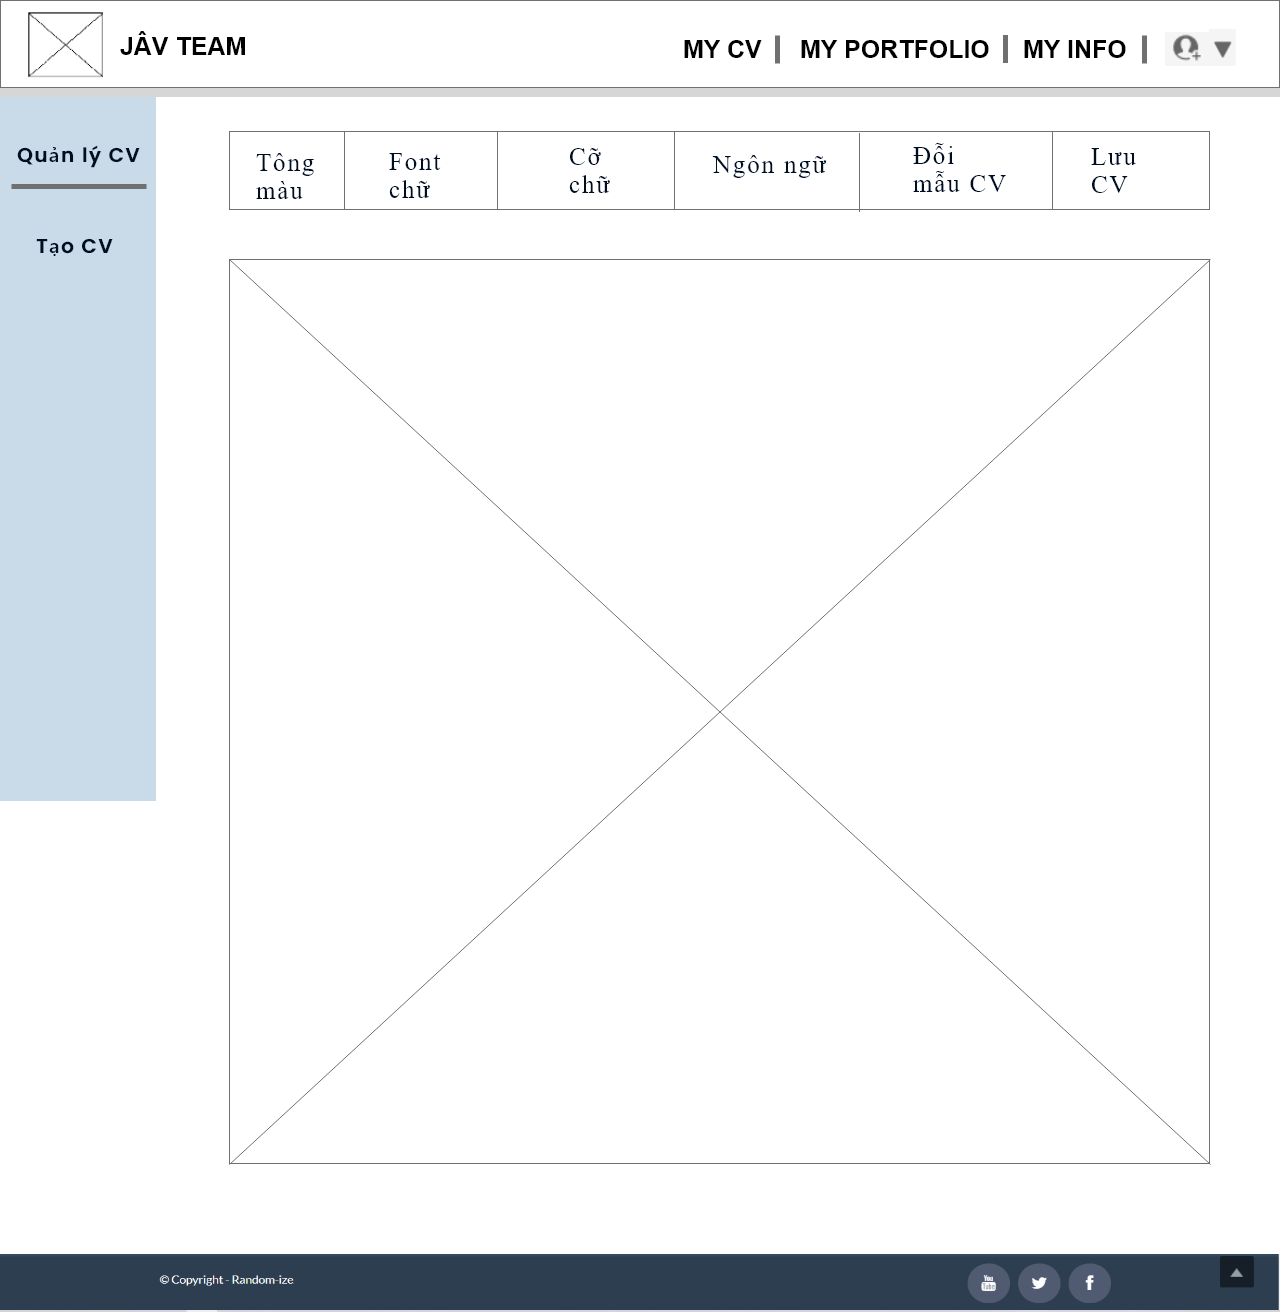 JÂV TEAM
MY CV
MY PORTFOLIO
MY INFO
Quản lý CV
Tạo CV
Tông
màu
Font
chữ
Cỡ
chữ
Ngôn ngữ
Đỗi
mẫu CV
Lưu
CV
© Copyright - Random-ize
You
Tube